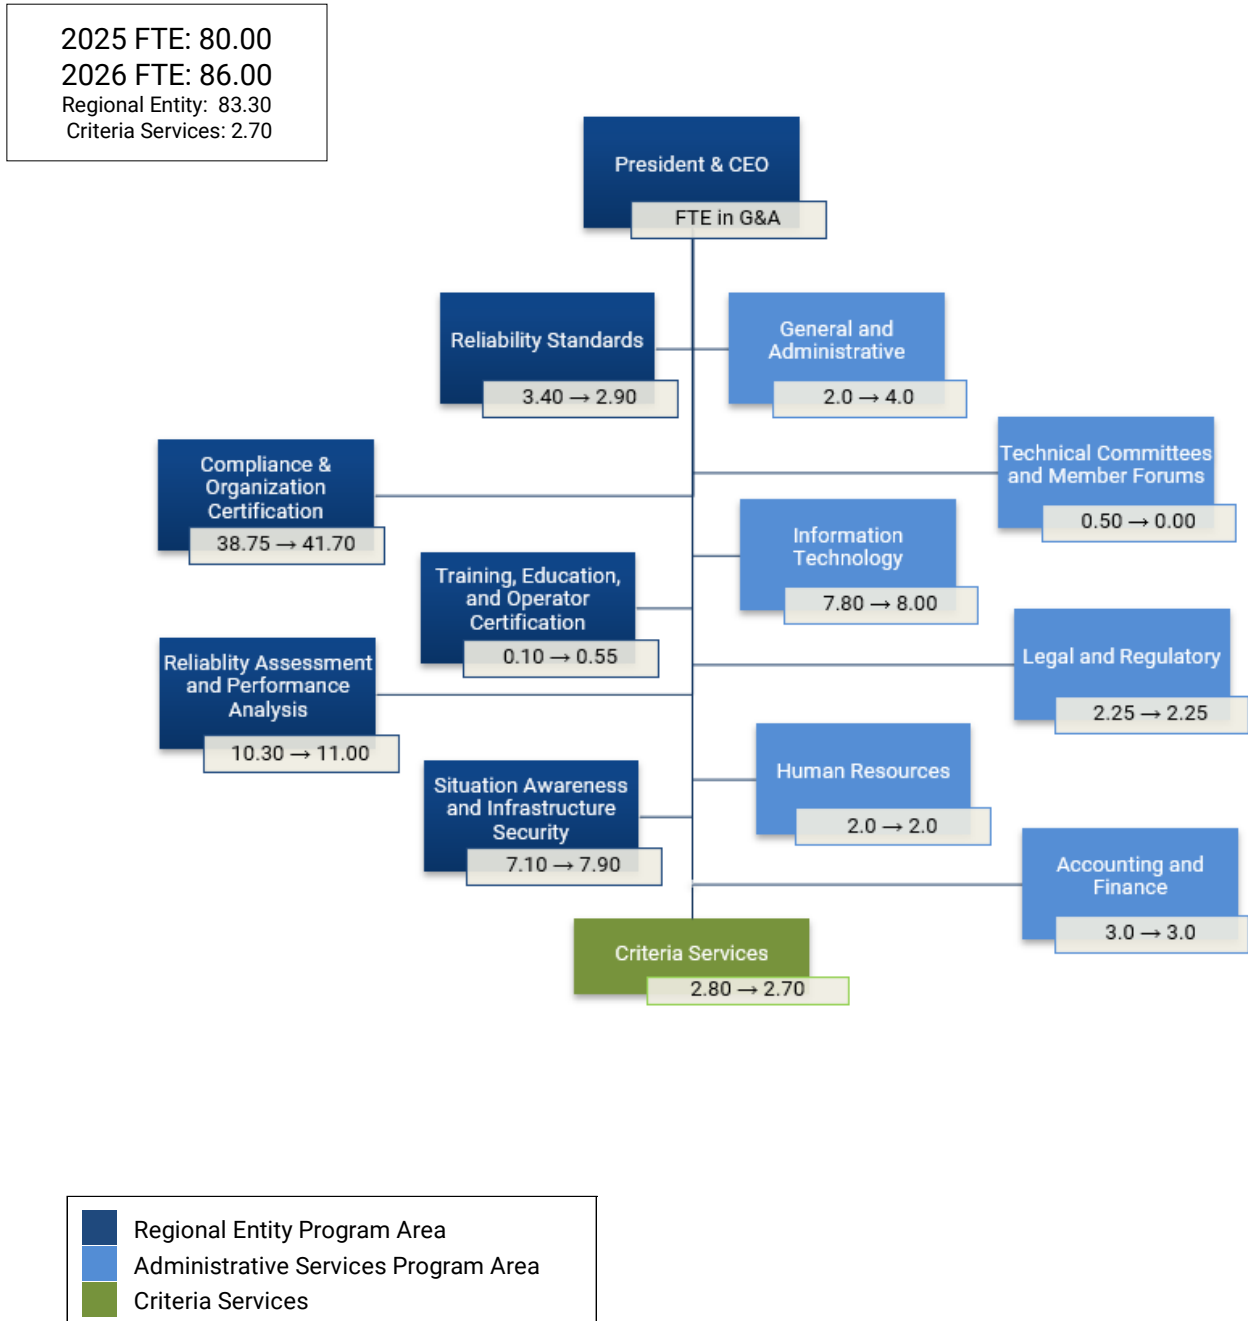 2025 FTE: 80.00
2026 FTE: 86.00
Regional Entity: 83.30
Criteria Services: 2.70
President & CEO
FTE in G&A
Reliability Standards
3.40 → 2.90
General and
Administrative
2.0 → 4.0
Compliance &
Organization
Certification
38.75 → 41.70
Technical Committees
and Member Forums
0.50 → 0.00
Information
Technology
7.80 → 8.00
Training, Education,
and Operator
Certification
0.10 → 0.55
Reliablity Assessment
and Performance
Analysis
10.30 → 11.00
Legal and Regulatory
2.25 → 2.25
Human Resources
2.0 → 2.0
Situation Awareness
and Infrastructure
Security
7.10 → 7.90
Accounting and
Finance
3.0 → 3.0
Criteria Services
2.80 → 2.70
Regional Entity Program Area
Administrative Services Program Area
Criteria Services